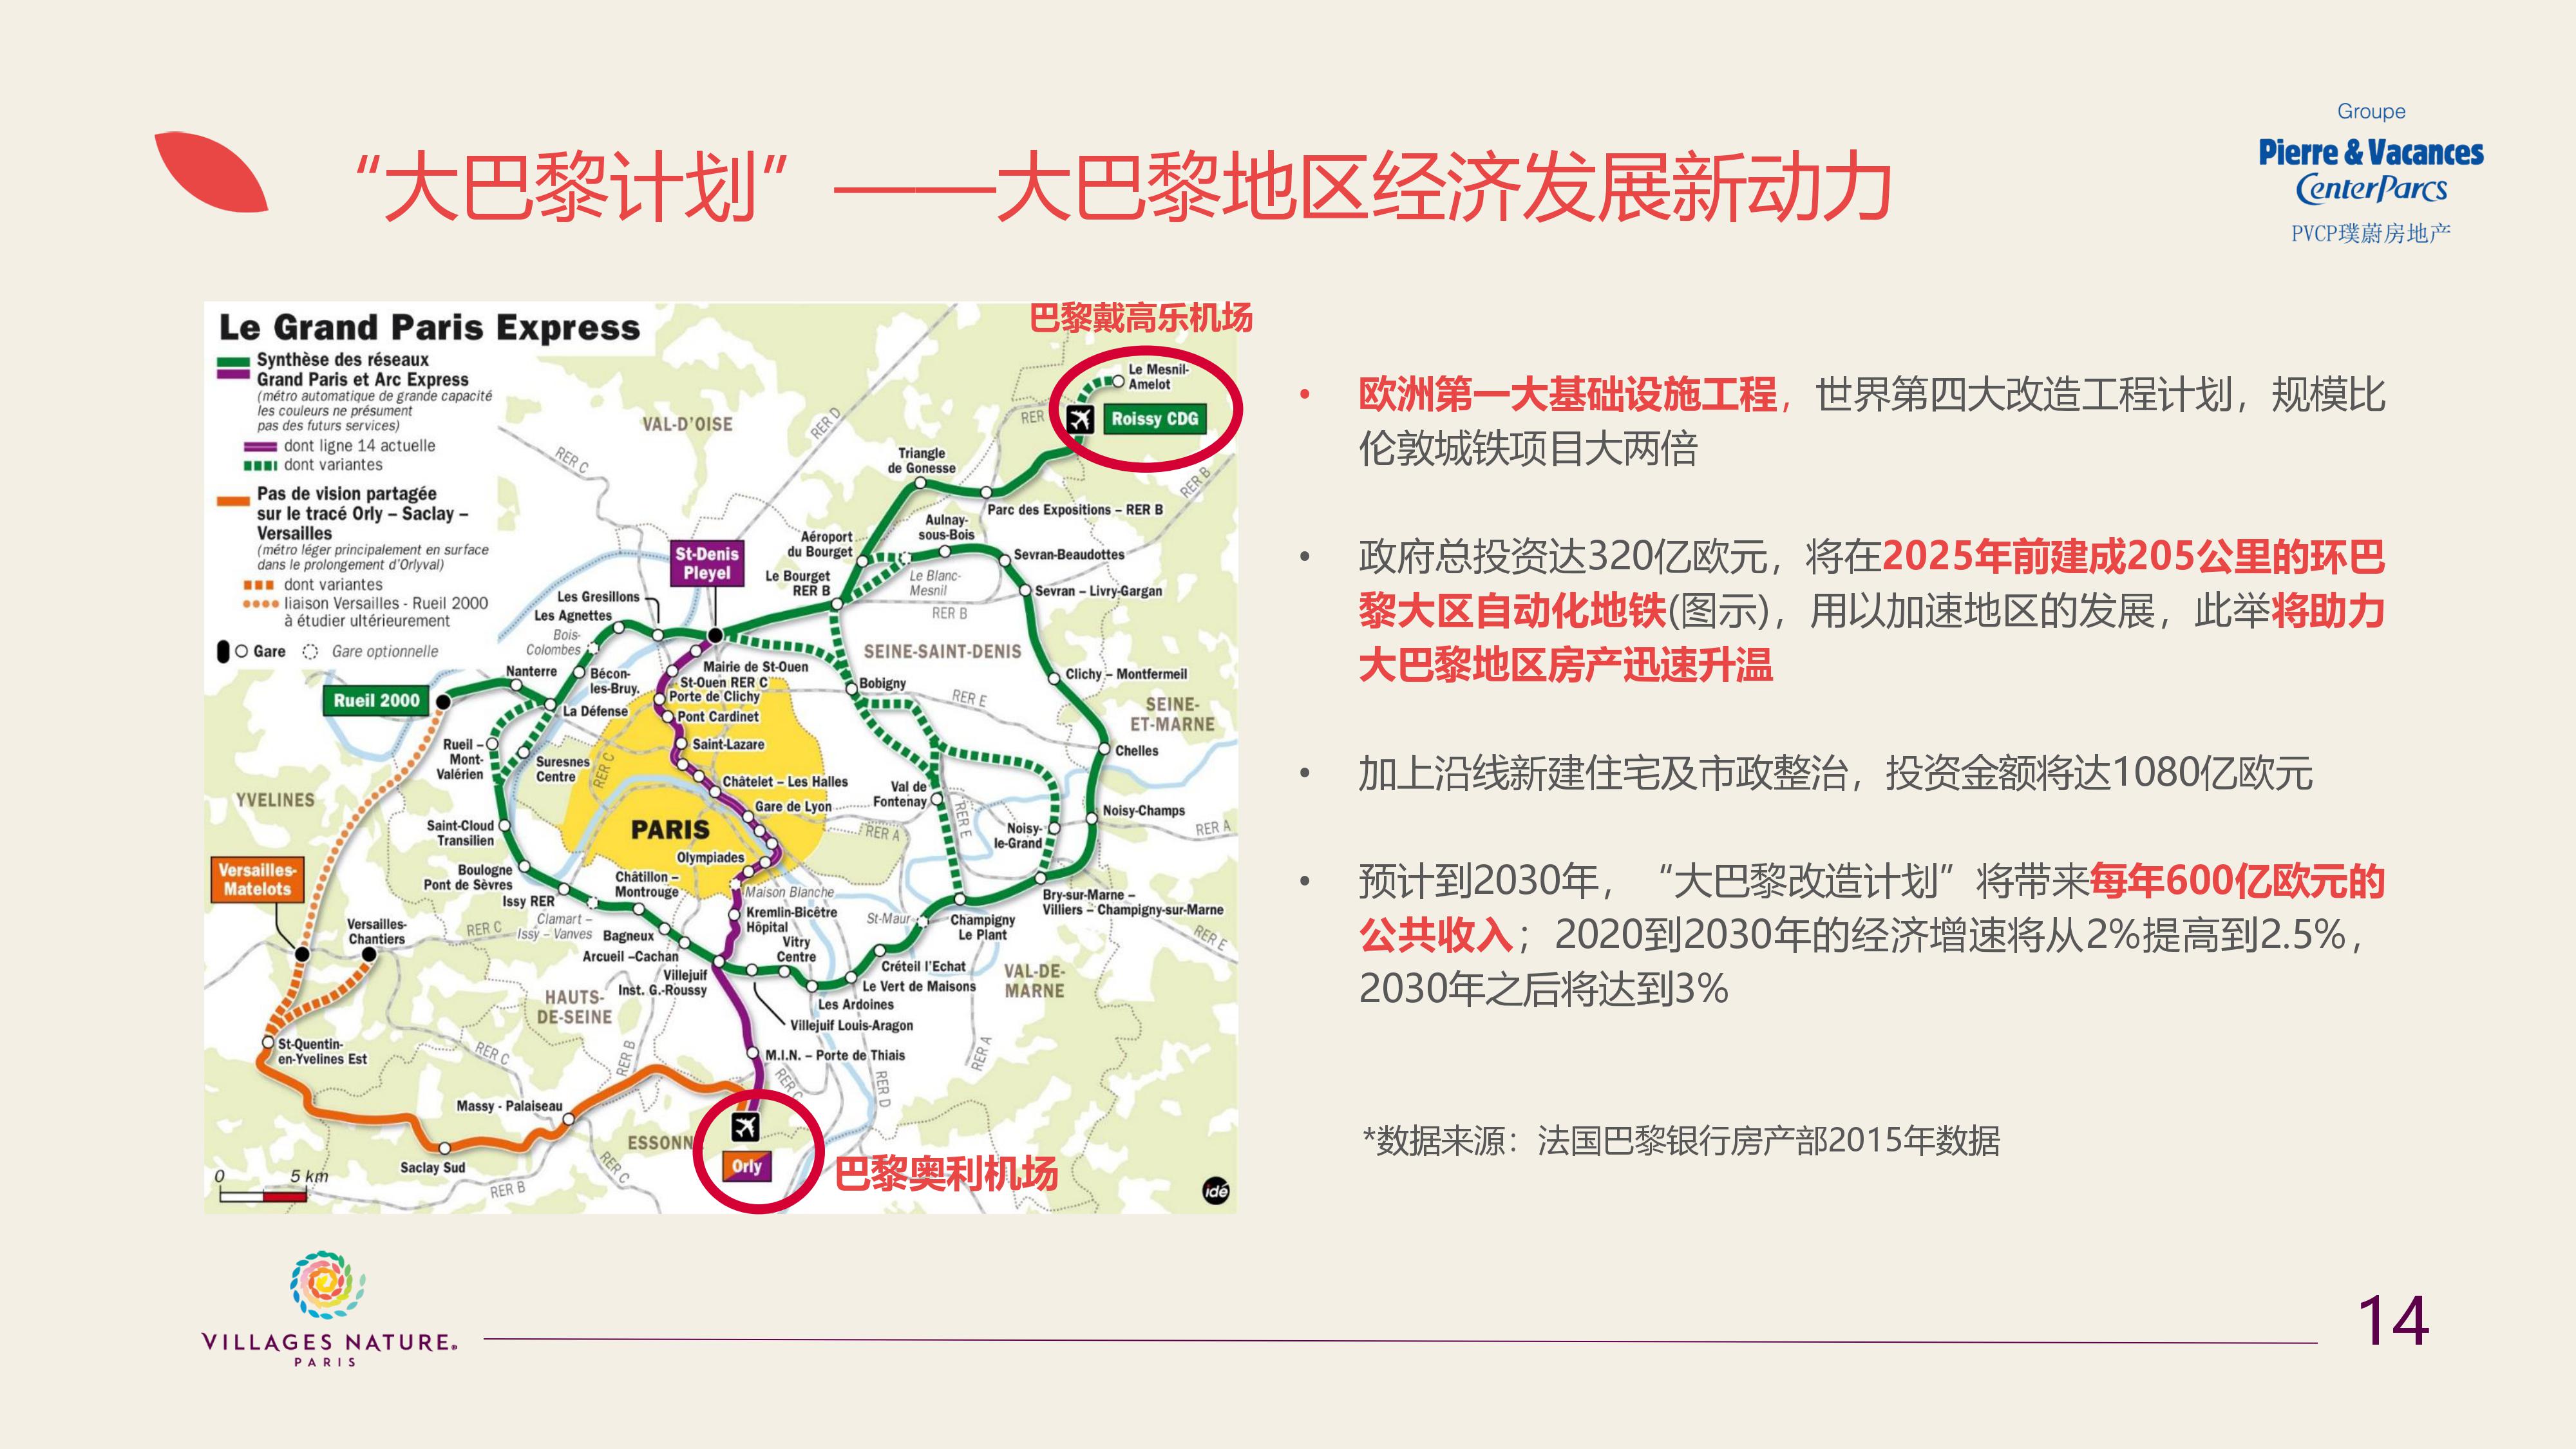 “大巴黎计划”——大巴黎地区经济发展新动力
Groupe
Pierre & Vacances
CenterParcs
PVCP璞蔚房地产
巴黎戴高乐机场
Le Grand Paris Express
Synthèse des réseaux
Grand Paris et Arc Express
(métro automatique de grande capacité
les couleurs ne présument
pas des futurs services)
dont ligne 14 actuelle
dont variantes
Pas de vision partagée
sur le tracé Orly – Saclay –
Versailles
(métro léger principalement en surface
dans le prolongement d’Orlyval)
dont variantes
liaison Versailles - Rueil 2000
à étudier ultérieurement
Gare
Gare optionnelle
Le Mesnil-
Amelot
Roissy CDG
RER
VAL-D’OISE
RER D
RER C
RER B
Triangle
de Gonesse
Parc des Expositions – RER B
Aulnay-
sous-Bois
Aéroport
du Bourget
Sevran-Beaudottes
St-Denis
Pleyel
Le Bourget
RER B
Le Blanc-
Mesnil
Sevran – Livry-Gargan
RER B
Les Gresillons
Les Agnettes
Bois-
Colombes
SEINE-SAINT-DENIS
Nanterre
Bécon-
les-Bruy.
Mairie de St-Ouen
St-Ouen RER C
Porte de Clichy
Bobigny
Clichy – Montfermeil
Rueil 2000
La Défense
Pont Cardinet
RER E
SEINE-
ET-MARNE
Rueil –
Mont-
Valérien
Suresnes
Centre
RER C
Saint-Lazare
Chelles
Châtelet – Les Halles
YVELINES
Gare de Lyon
Val de
Fontenay
RER E
Noisy-Champs
Saint-Cloud
Transilien
PARIS
RER A
Noisy-
le-Grand
RER A
Versailles-
Matelots
Boulogne
Pont de Sèvres
Olympiades
Châtillon –
Montrouge
Maison Blanche
Issy RER
Bry-sur-Marne –
Villiers – Champigny-sur-Marne
Versailles-
Chantiers
RER C
Clamart –
Issy – Vanves
Bagneux
Kremlin-Bicêtre
Hôpital
St-Maur
Champigny
Le Plant
RER E
Arcueil –Cachan
Vitry
Centre
Villejuif
Inst. G.-Roussy
Créteil l’Echat
VAL-DE-
MARNE
Le Vert de Maisons
HAUTS-
DE-SEINE
Les Ardoines
Villejuif Louis-Aragon
St-Quentin-
en-Yvelines Est
RER C
RER B
M.I.N. – Porte de Thiais
RER A
RER C
RER D
Massy - Palaiseau
ESSONN
Orly
巴黎奥利机场
Saclay Sud
RER C
RER B
0
5 km
idé
• 欧洲第一大基础设施工程，世界第四大改造工程计划，规模比
伦敦城铁项目大两倍
• 政府总投资达320亿欧元，将在2025年前建成205公里的环巴
黎大区自动化地铁(图示)，用以加速地区的发展，此举将助力
大巴黎地区房产迅速升温
• 加上沿线新建住宅及市政整治，投资金额将达1080亿欧元
• 预计到2030年，“大巴黎改造计划”将带来每年600亿欧元的
公共收入；2020到2030年的经济增速将从2%提高到2.5%，
2030年之后将达到3%
*数据来源：法国巴黎银行房产部2015年数据
VILLAGES NATURE®
PARIS
14